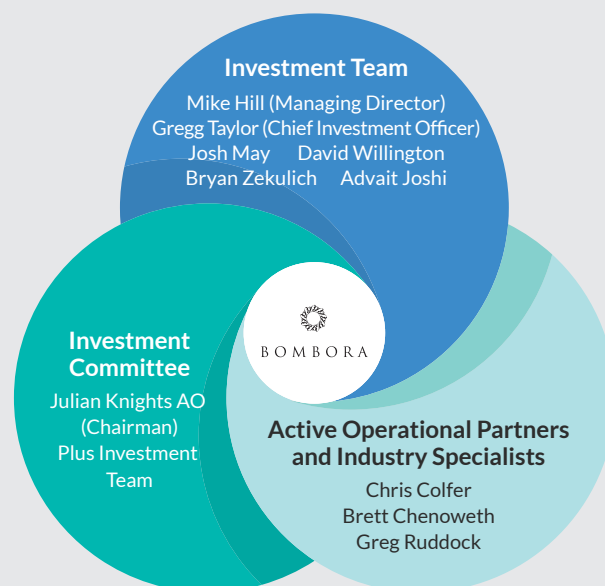 Investment Team
Mike Hill (Managing Director)
Gregg Taylor (Chief Investment Officer)
Josh May David Willington
Bryan Zekulich Advait Joshi
BOMBORA
Investment
Committee
Julian Knights AO
(Chairman)
Plus Investment
Team
Active Operational Partners
and Industry Specialists
Chris Colfer
Brett Chenoweth
Greg Ruddock